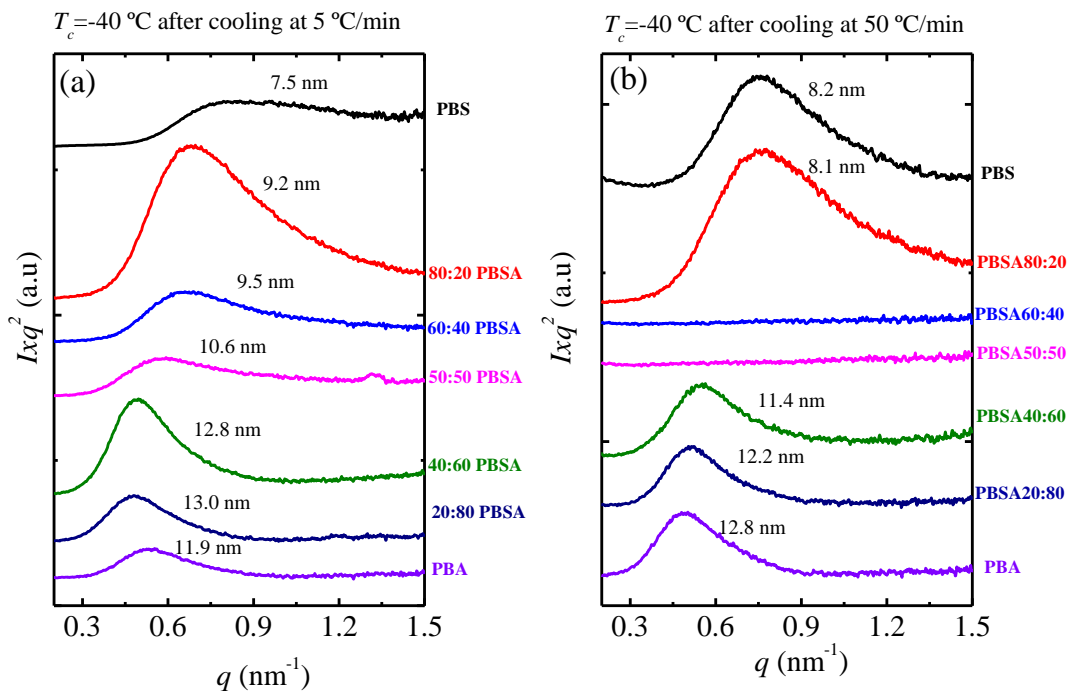 T_c=-40 ºC after cooling at 5 ºC/min
(a)
7.5 nm
PBS
9.2 nm
80:20 PBSA
9.5 nm
60:40 PBSA
10.6 nm
50:50 PBSA
12.8 nm
40:60 PBSA
13.0 nm
20:80 PBSA
11.9 nm
PBA
Ixq² (a.u)
0.3 0.6 0.9 1.2 1.5
q (nm⁻¹)
T_c=-40 ºC after cooling at 50 ºC/min
(b)
8.2 nm
PBS
8.1 nm
PBSA80:20
PBSA60:40
PBSA50:50
11.4 nm
PBSA40:60
12.2 nm
PBSA20:80
12.8 nm
PBA
Ixq² (a.u)
0.3 0.6 0.9 1.2 1.5
q (nm⁻¹)